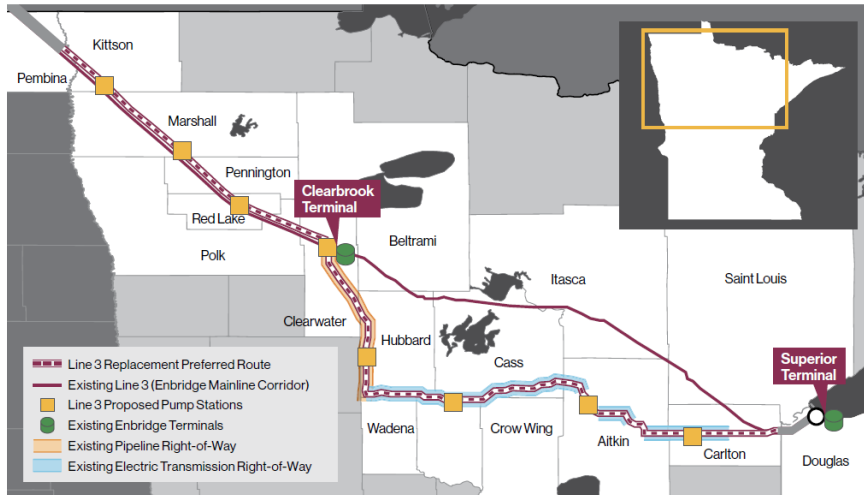 Kittson
Pembina
Marshall
Pennington
Clearbrook
Terminal
Red Lake
Beltrami
Polk
Itasca
Saint Louis
Clearwater
Hubbard
Cass
Superior
Terminal
Wadena
Crow Wing
Aitkin
Carlton
Douglas
Line 3 Replacement Preferred Route
Existing Line 3 (Enbridge Mainline Corridor)
Line 3 Proposed Pump Stations
Existing Enbridge Terminals
Existing Pipeline Right-of-Way
Existing Electric Transmission Right-of-Way